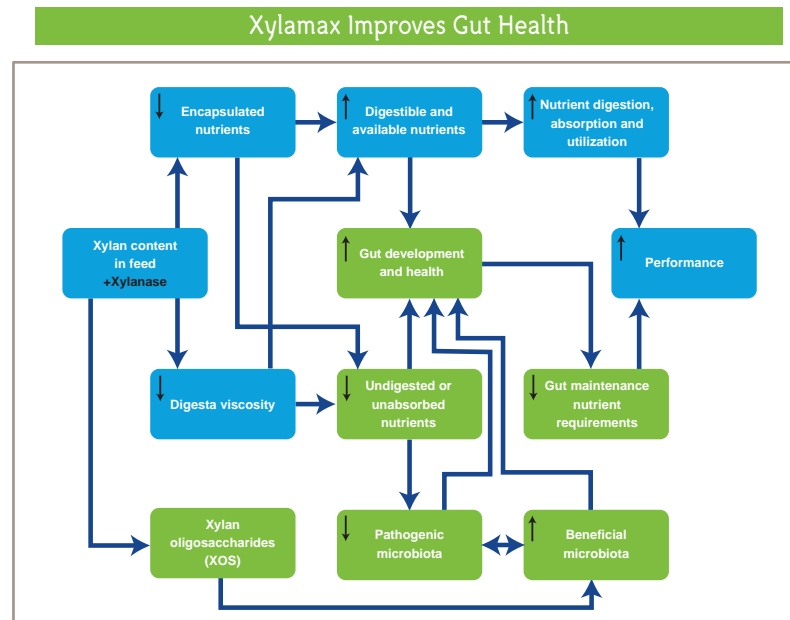 Xylamax Improves Gut Health
Encapsulated
nutrients
Digestible and
available nutrients
Nutrient digestion,
absorption and
utilization
Xylan content
in feed
+Xylanase
Gut development
and health
Performance
Digesta viscosity
Undigested or
unabsorbed
nutrients
Gut maintenance
nutrient
requirements
Xylan
oligosaccharides
(XOS)
Pathogenic
microbiota
Beneficial
microbiota